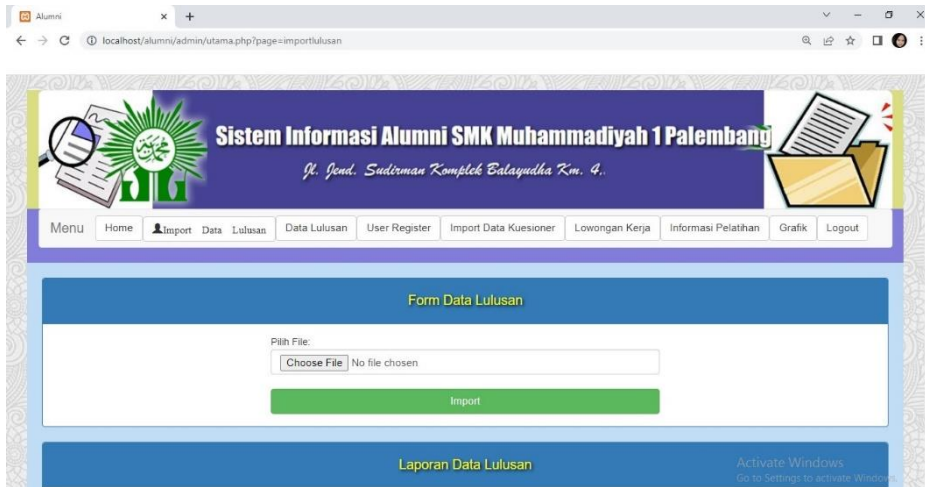 Alumni
localhost/alumni/admin/utama.php?page=importlulusan
Sistem Informasi Alumni SMK Muhammadiyah 1 Palembang
Jl. Jend. Sudirman Komplek Balayudha Km. 4..
Menu Home Import Data Lulusan Data Lulusan User Register Import Data Kuesioner Lowongan Kerja Informasi Pelatihan Grafik Logout
Form Data Lulusan
Pilih File:
Choose File No file chosen
Import
Laporan Data Lulusan
Activate Windows
Go to Settings to activate Windows.